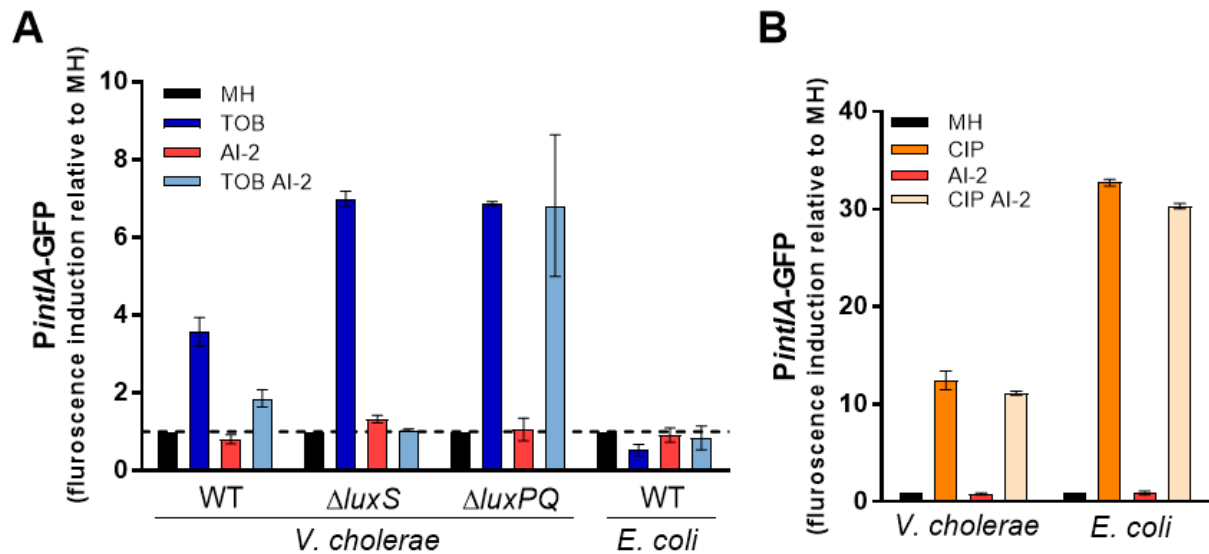 A
PintIA-GFP
(fluroscence induction relative to MH)
10
8
6
4
2
0
MH
TOB
AI-2
TOB AI-2
WT
ΔluxS
ΔluxPQ
WT
V. cholerae
E. coli
B
PintIA-GFP
(fluroscence induction relative to MH)
40
30
20
10
0
MH
CIP
AI-2
CIP AI-2
V. cholerae
E. coli